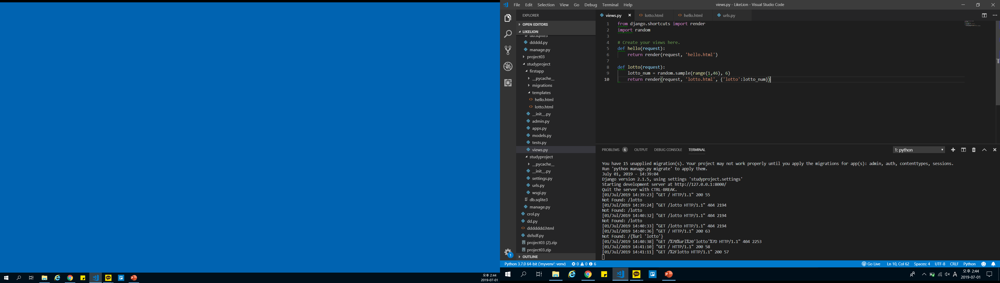 오후 2:44
2019-07-01
File Edit Selection View Go Debug Terminal Help
views.py - LikeLion - Visual Studio Code
EXPLORER
OPEN EDITORS
LIKELION
db.sqlite3
ddddd.py
manage.py
project03
studyproject
firstapp
__pycache__
migrations
templates
hello.html
lotto.html
__init__.py
admin.py
apps.py
models.py
tests.py
views.py
studyproject
__pycache__
__init__.py
settings.py
urls.py
wsgi.py
db.sqlite3
manage.py
crol.py
dd.py
ddddddd.html
dsfsdf.py
project03 (2).zip
project03.zip
OUTLINE
1
views.py lotto.html hello.html urls.py
1 from django.shortcuts import render
2 import random
3
4 # Create your views here.
5 def hello(request):
6 return render(request, 'hello.html')
7
8 def lotto(request):
9 lotto_num = random.sample(range(1,46), 6)
10 return render(request, 'lotto.html', {'lotto':lotto_num})
PROBLEMS 6 OUTPUT DEBUG CONSOLE TERMINAL
1: python
You have 15 unapplied migration(s). Your project may not work properly until you apply the migrations for app(s): admin, auth, contenttypes, sessions.
Run 'python manage.py migrate' to apply them.
July 01, 2019 - 14:39:04
Django version 2.1.5, using settings 'studyproject.settings'
Starting development server at http://127.0.0.1:8000/
Quit the server with CTRL-BREAK.
[01/Jul/2019 14:39:23] "GET / HTTP/1.1" 200 55
Not Found: /lotto
[01/Jul/2019 14:39:24] "GET /lotto HTTP/1.1" 404 2194
Not Found: /lotto
[01/Jul/2019 14:40:32] "GET /lotto HTTP/1.1" 404 2194
Not Found: /lotto
[01/Jul/2019 14:40:33] "GET /lotto HTTP/1.1" 404 2194
[01/Jul/2019 14:40:36] "GET / HTTP/1.1" 200 63
Not Found: /{%url 'lotto'}
[01/Jul/2019 14:40:38] "GET /%7B%url%20'lotto'%7D HTTP/1.1" 404 2253
[01/Jul/2019 14:41:10] "GET / HTTP/1.1" 200 58
[01/Jul/2019 14:41:11] "GET /%2Flotto HTTP/1.1" 200 57
Python 3.7.0 64-bit ('myvenv': venv) 0 0 6
Go Live Ln 10, Col 62 Spaces: 4 UTF-8 CRLF Python
TALK
A
오후 2:44
2019-07-01